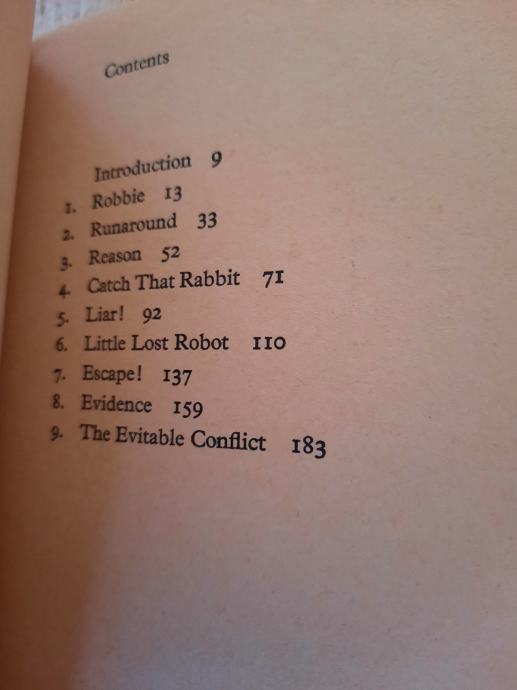 Contents
Introduction 9
1. Robbie 13
2. Runaround 33
3. Reason 52
4. Catch That Rabbit 71
5. Liar! 92
6. Little Lost Robot 110
7. Escape! 137
8. Evidence 159
9. The Evitable Conflict 183